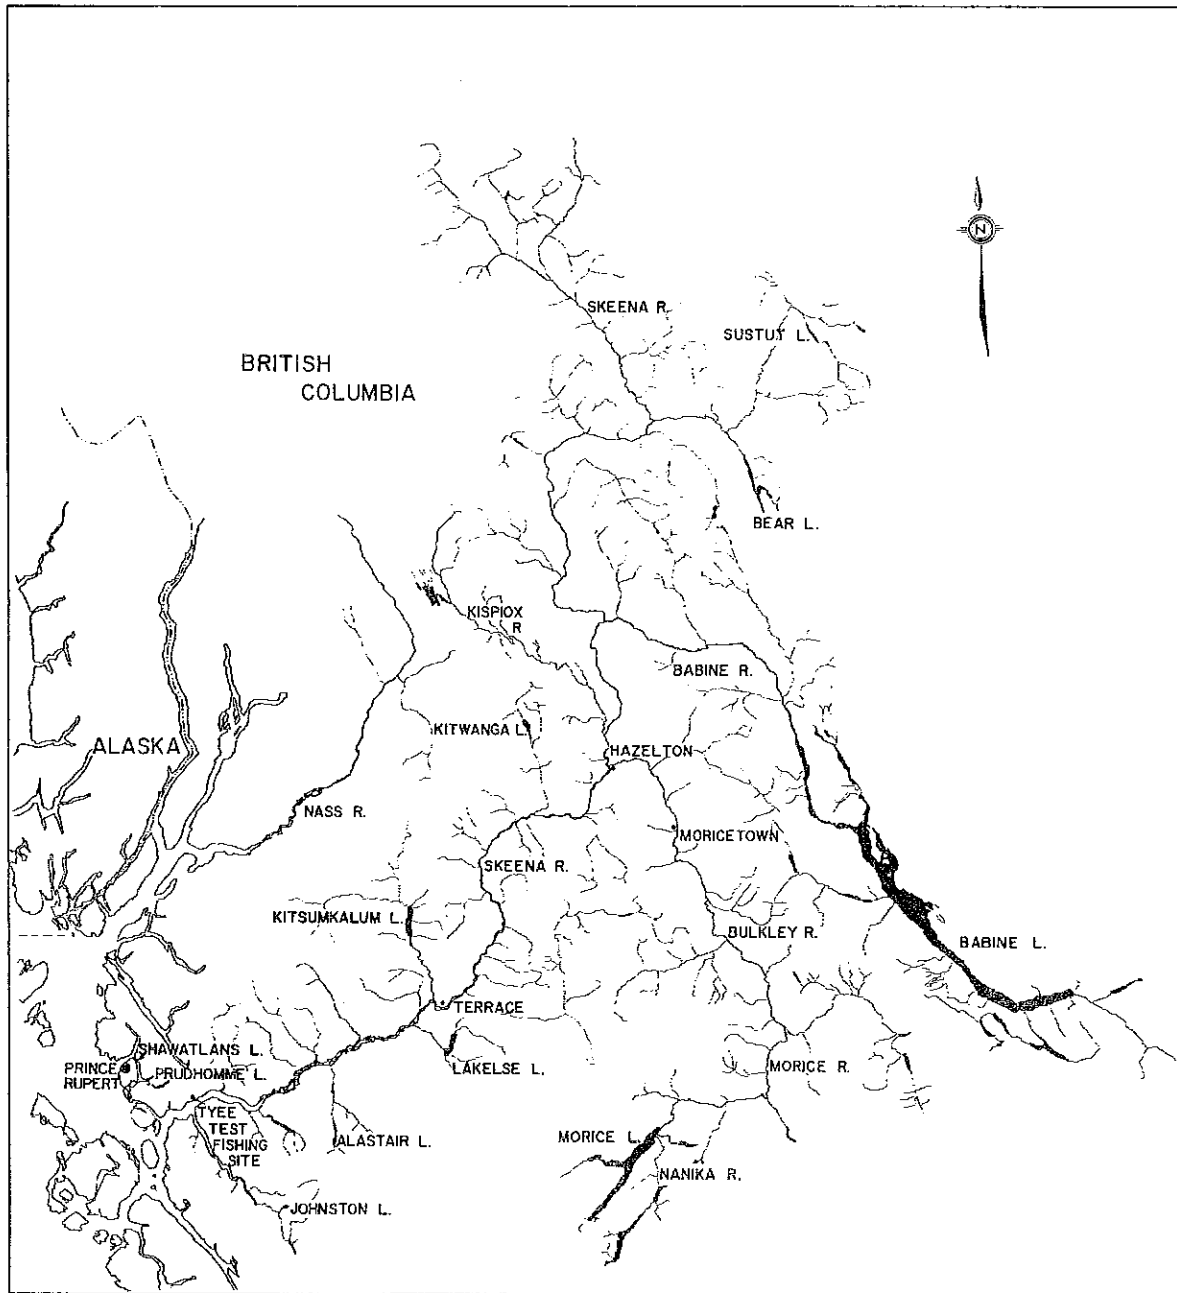 N
SKEENA R.
SUSTUT L.
BRITISH
COLUMBIA
BEAR L.
KISPIOX
R
BABINE R.
KITWANGA L.
HAZELTON
ALASKA
NASS R.
MORICETOWN
SKEENA R.
KITSUMKALUM L.
BULKLEY R.
BABINE L.
TERRACE
SHAWATLANS L.
PRINCE
RUPERT
PRUDHOMME L.
LAKELSE L.
MORICE R.
TYEE
TEST
FISHING
SITE
ALASTAIR L.
MORICE L.
NANIKA R.
JOHNSTON L.